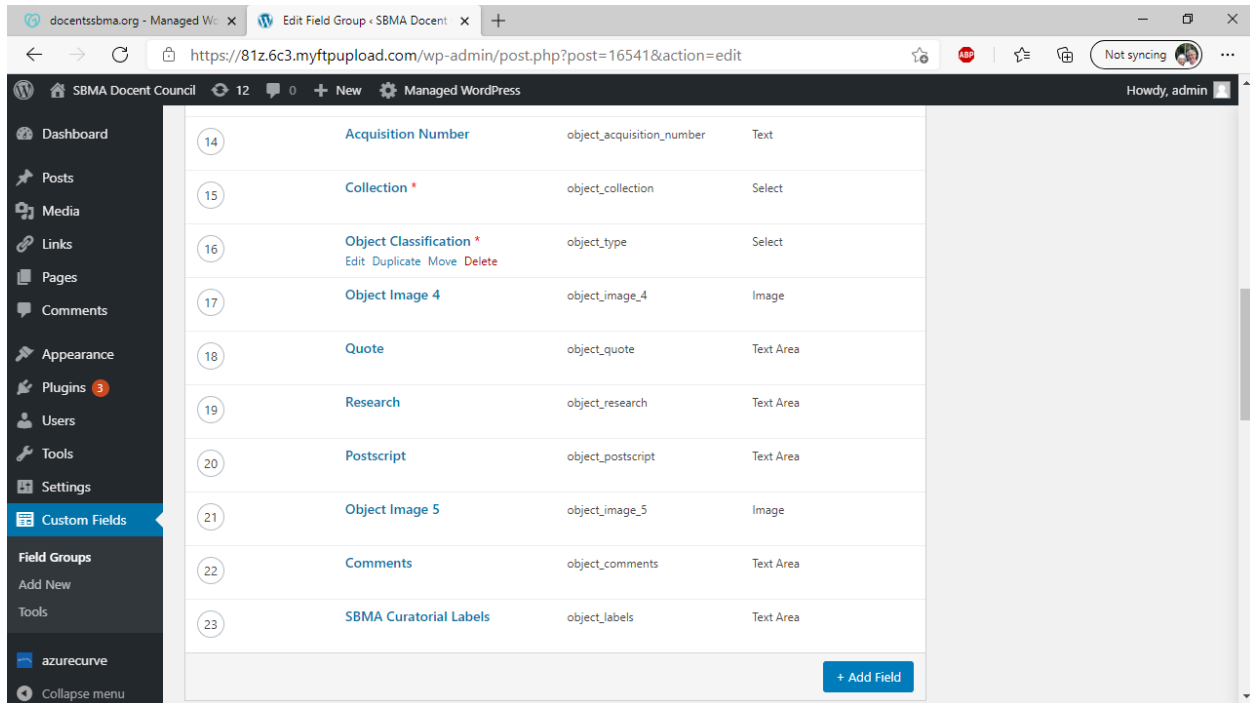 docentssbma.org - Managed Wo
Edit Field Group ‹ SBMA Docent
https://81z.6c3.myftpupload.com/wp-admin/post.php?post=16541&action=edit
ABP
Not syncing
SBMA Docent Council 12 0 + New Managed WordPress Howdy, admin
Dashboard
Posts
Media
Links
Pages
Comments
Appearance
Plugins 3
Users
Tools
Settings
Custom Fields
Field Groups
Add New
Tools
azurecurve
Collapse menu
14 Acquisition Number object_acquisition_number Text
15 Collection * object_collection Select
16 Object Classification * object_type Select
Edit Duplicate Move Delete
17 Object Image 4 object_image_4 Image
18 Quote object_quote Text Area
19 Research object_research Text Area
20 Postscript object_postscript Text Area
21 Object Image 5 object_image_5 Image
22 Comments object_comments Text Area
23 SBMA Curatorial Labels object_labels Text Area
+ Add Field